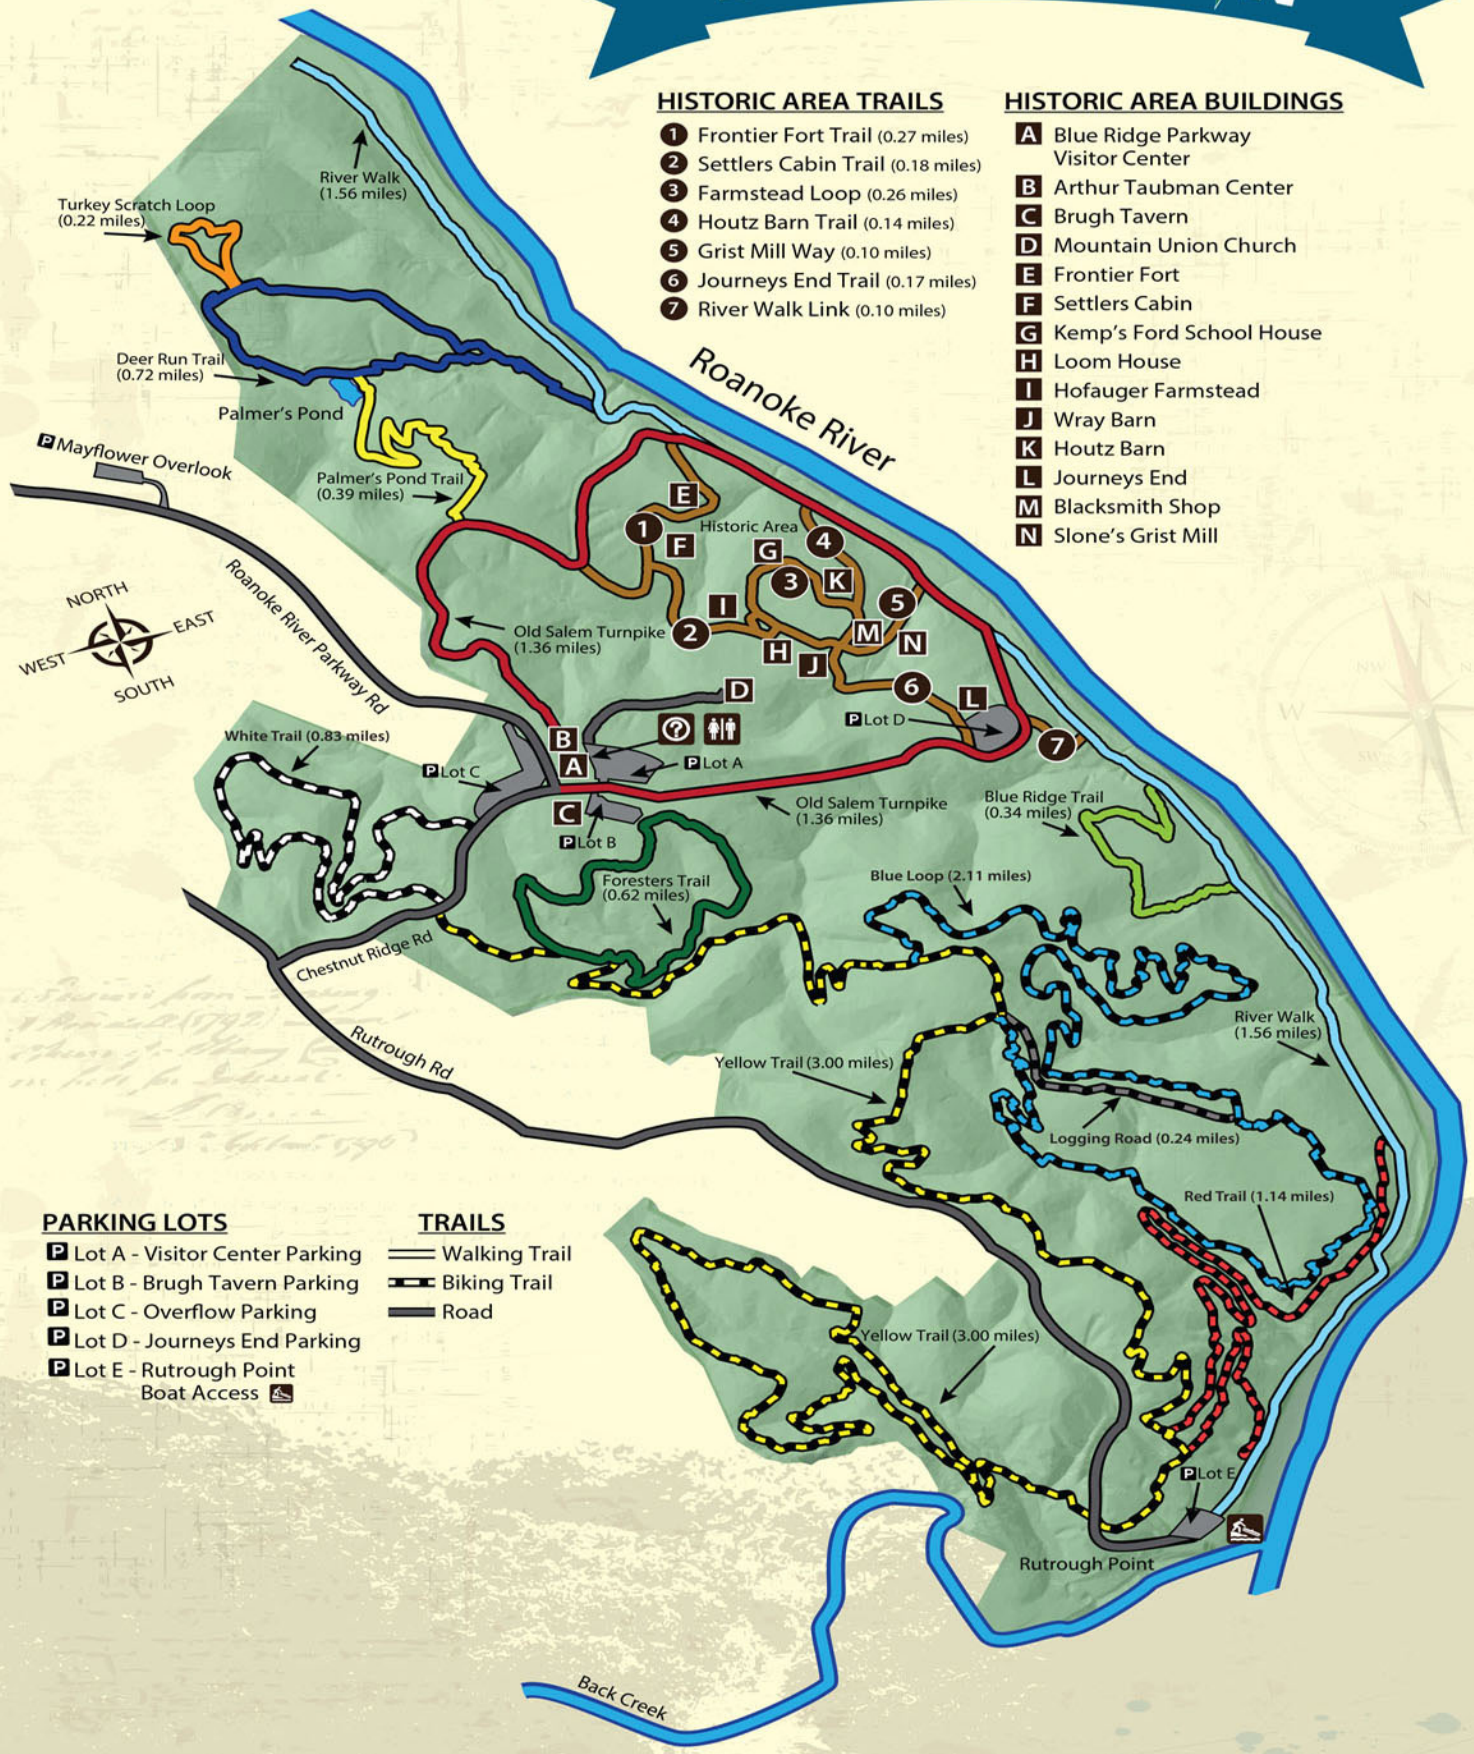 HISTORIC AREA TRAILS
1 Frontier Fort Trail (0.27 miles)
2 Settlers Cabin Trail (0.18 miles)
3 Farmstead Loop (0.26 miles)
4 Houtz Barn Trail (0.14 miles)
5 Grist Mill Way (0.10 miles)
6 Journeys End Trail (0.17 miles)
7 River Walk Link (0.10 miles)
HISTORIC AREA BUILDINGS
A Blue Ridge Parkway
Visitor Center
B Arthur Taubman Center
C Brugh Tavern
D Mountain Union Church
E Frontier Fort
F Settlers Cabin
G Kemp's Ford School House
H Loom House
I Hofauger Farmstead
J Wray Barn
K Houtz Barn
L Journeys End
M Blacksmith Shop
N Slone's Grist Mill
River Walk
(1.56 miles)
Turkey Scratch Loop
(0.22 miles)
Deer Run Trail
(0.72 miles)
Palmer's Pond
P Mayflower Overlook
Palmer's Pond Trail
(0.39 miles)
Roanoke River
E
1
Historic Area
F
G
4
3
K
I
5
2
M
N
H
J
6
L
D
7
Old Salem Turnpike
(1.36 miles)
Roanoke River Parkway Rd
NORTH
EAST
WEST
SOUTH
NW
N
NE
W
P Lot D
B
A
?
P Lot A
White Trail (0.83 miles)
P Lot C
C
P Lot B
Old Salem Turnpike
(1.36 miles)
Blue Ridge Trail
(0.34 miles)
Foresters Trail
(0.62 miles)
Blue Loop (2.11 miles)
Chestnut Ridge Rd
Rutrough Rd
River Walk
(1.56 miles)
Yellow Trail (3.00 miles)
Logging Road (0.24 miles)
Red Trail (1.14 miles)
Yellow Trail (3.00 miles)
P Lot E
Rutrough Point
Back Creek
PARKING LOTS
P Lot A - Visitor Center Parking
P Lot B - Brugh Tavern Parking
P Lot C - Overflow Parking
P Lot D - Journeys End Parking
P Lot E - Rutrough Point
Boat Access
TRAILS
Walking Trail
Biking Trail
Road